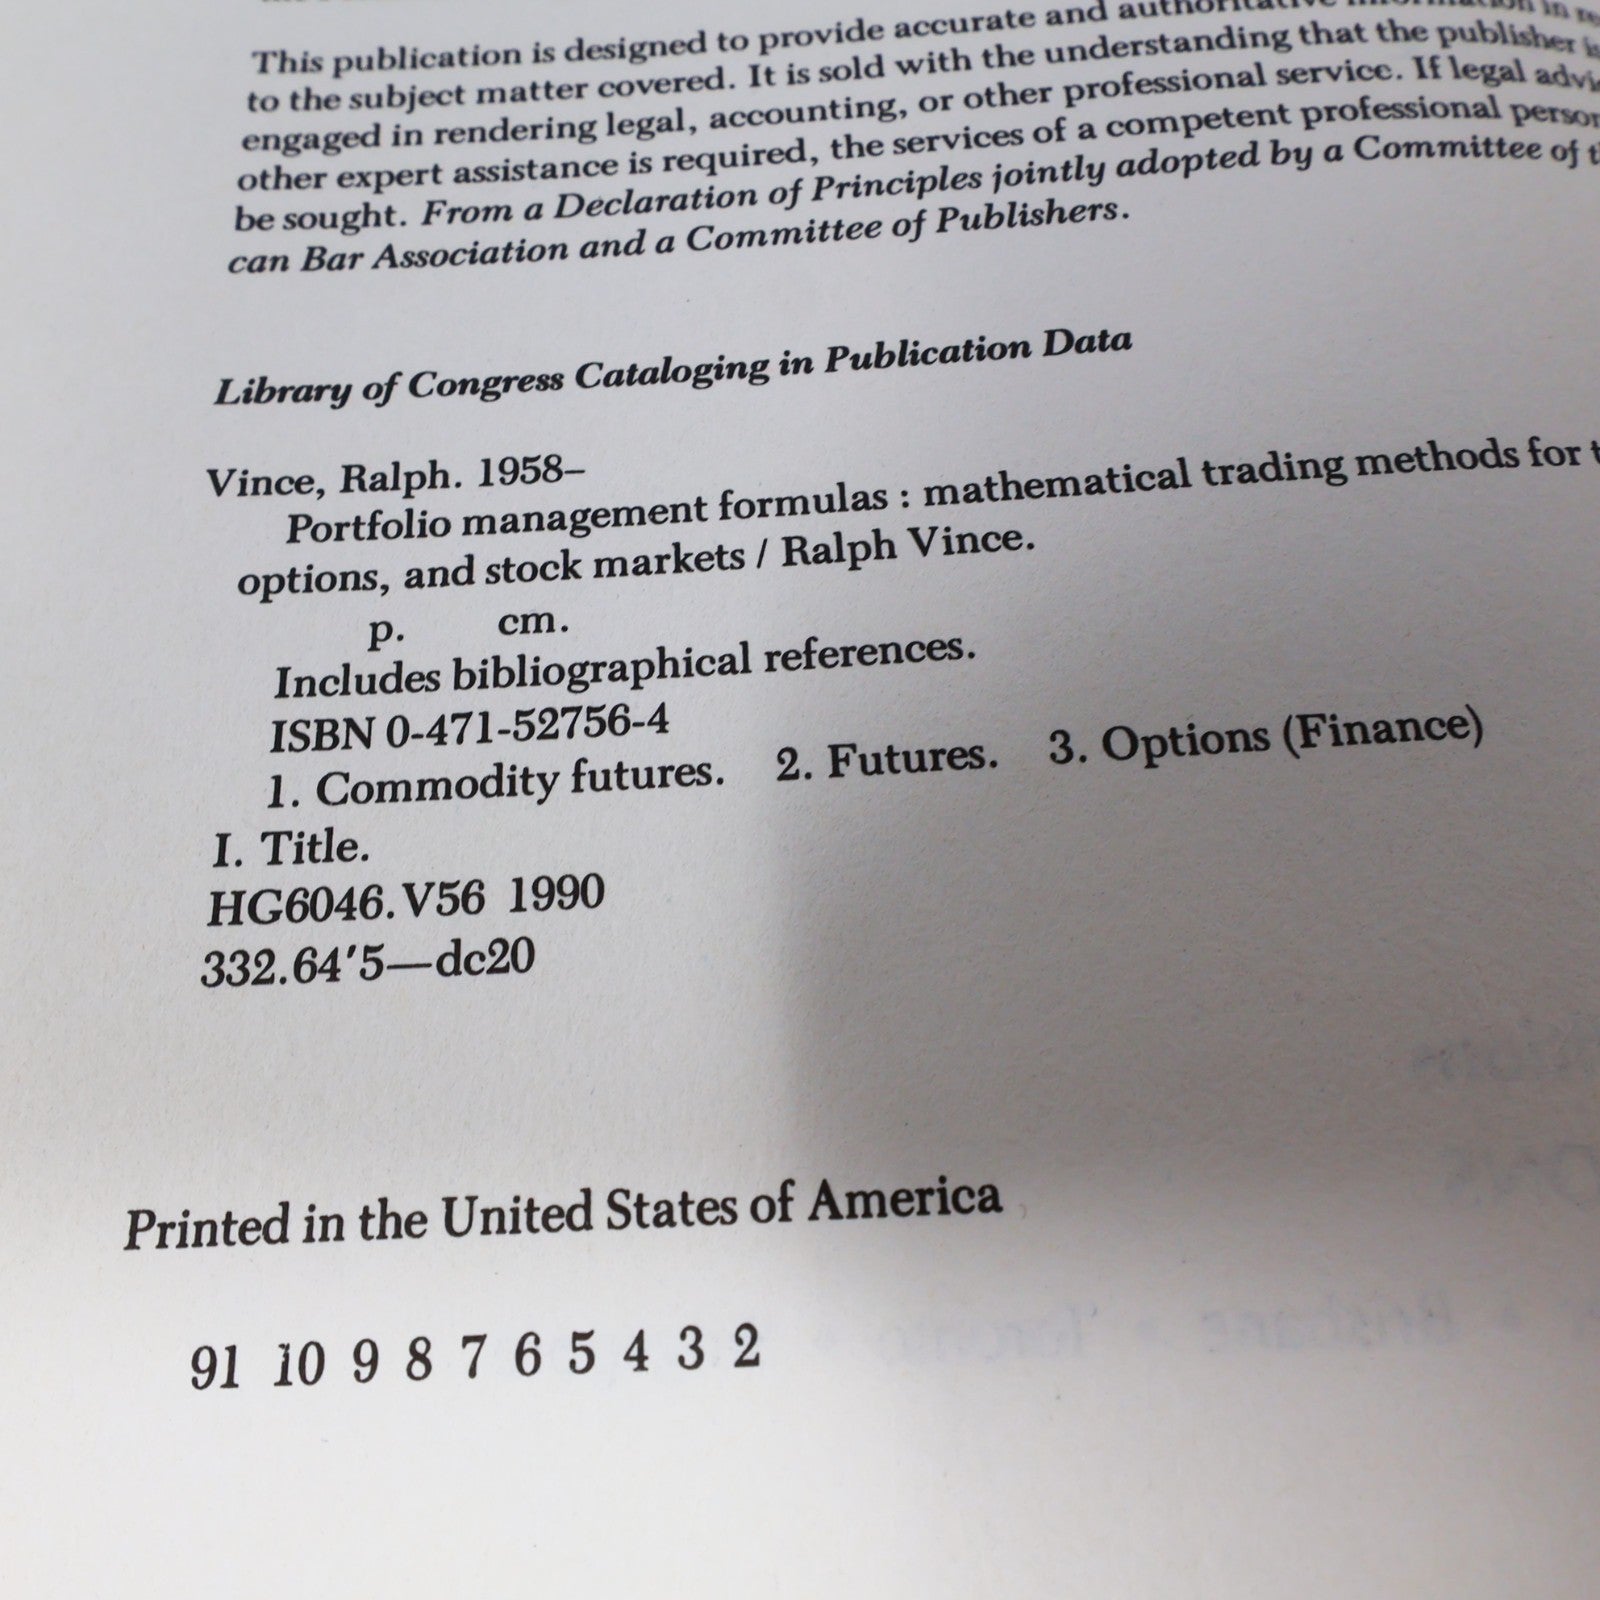 This publication is designed to provide accurate and authoritative information in
to the subject matter covered. It is sold with the understanding that the publisher is
engaged in rendering legal, accounting, or other professional service. If legal
other expert assistance is required, the services of a competent professional person
be sought. From a Declaration of Principles jointly adopted by a Committee of
can Bar Association and a Committee of Publishers.
Library of Congress Cataloging in Publication Data
Vince, Ralph. 1958–
Portfolio management formulas : mathematical trading methods for
options, and stock markets / Ralph Vince.
p. cm.
Includes bibliographical references.
ISBN 0-471-52756-4
1. Commodity futures. 2. Futures. 3. Options (Finance)
I. Title.
HG6046.V56 1990
332.64'5—dc20
Printed in the United States of America
91 10 9 8 7 6 5 4 3 2